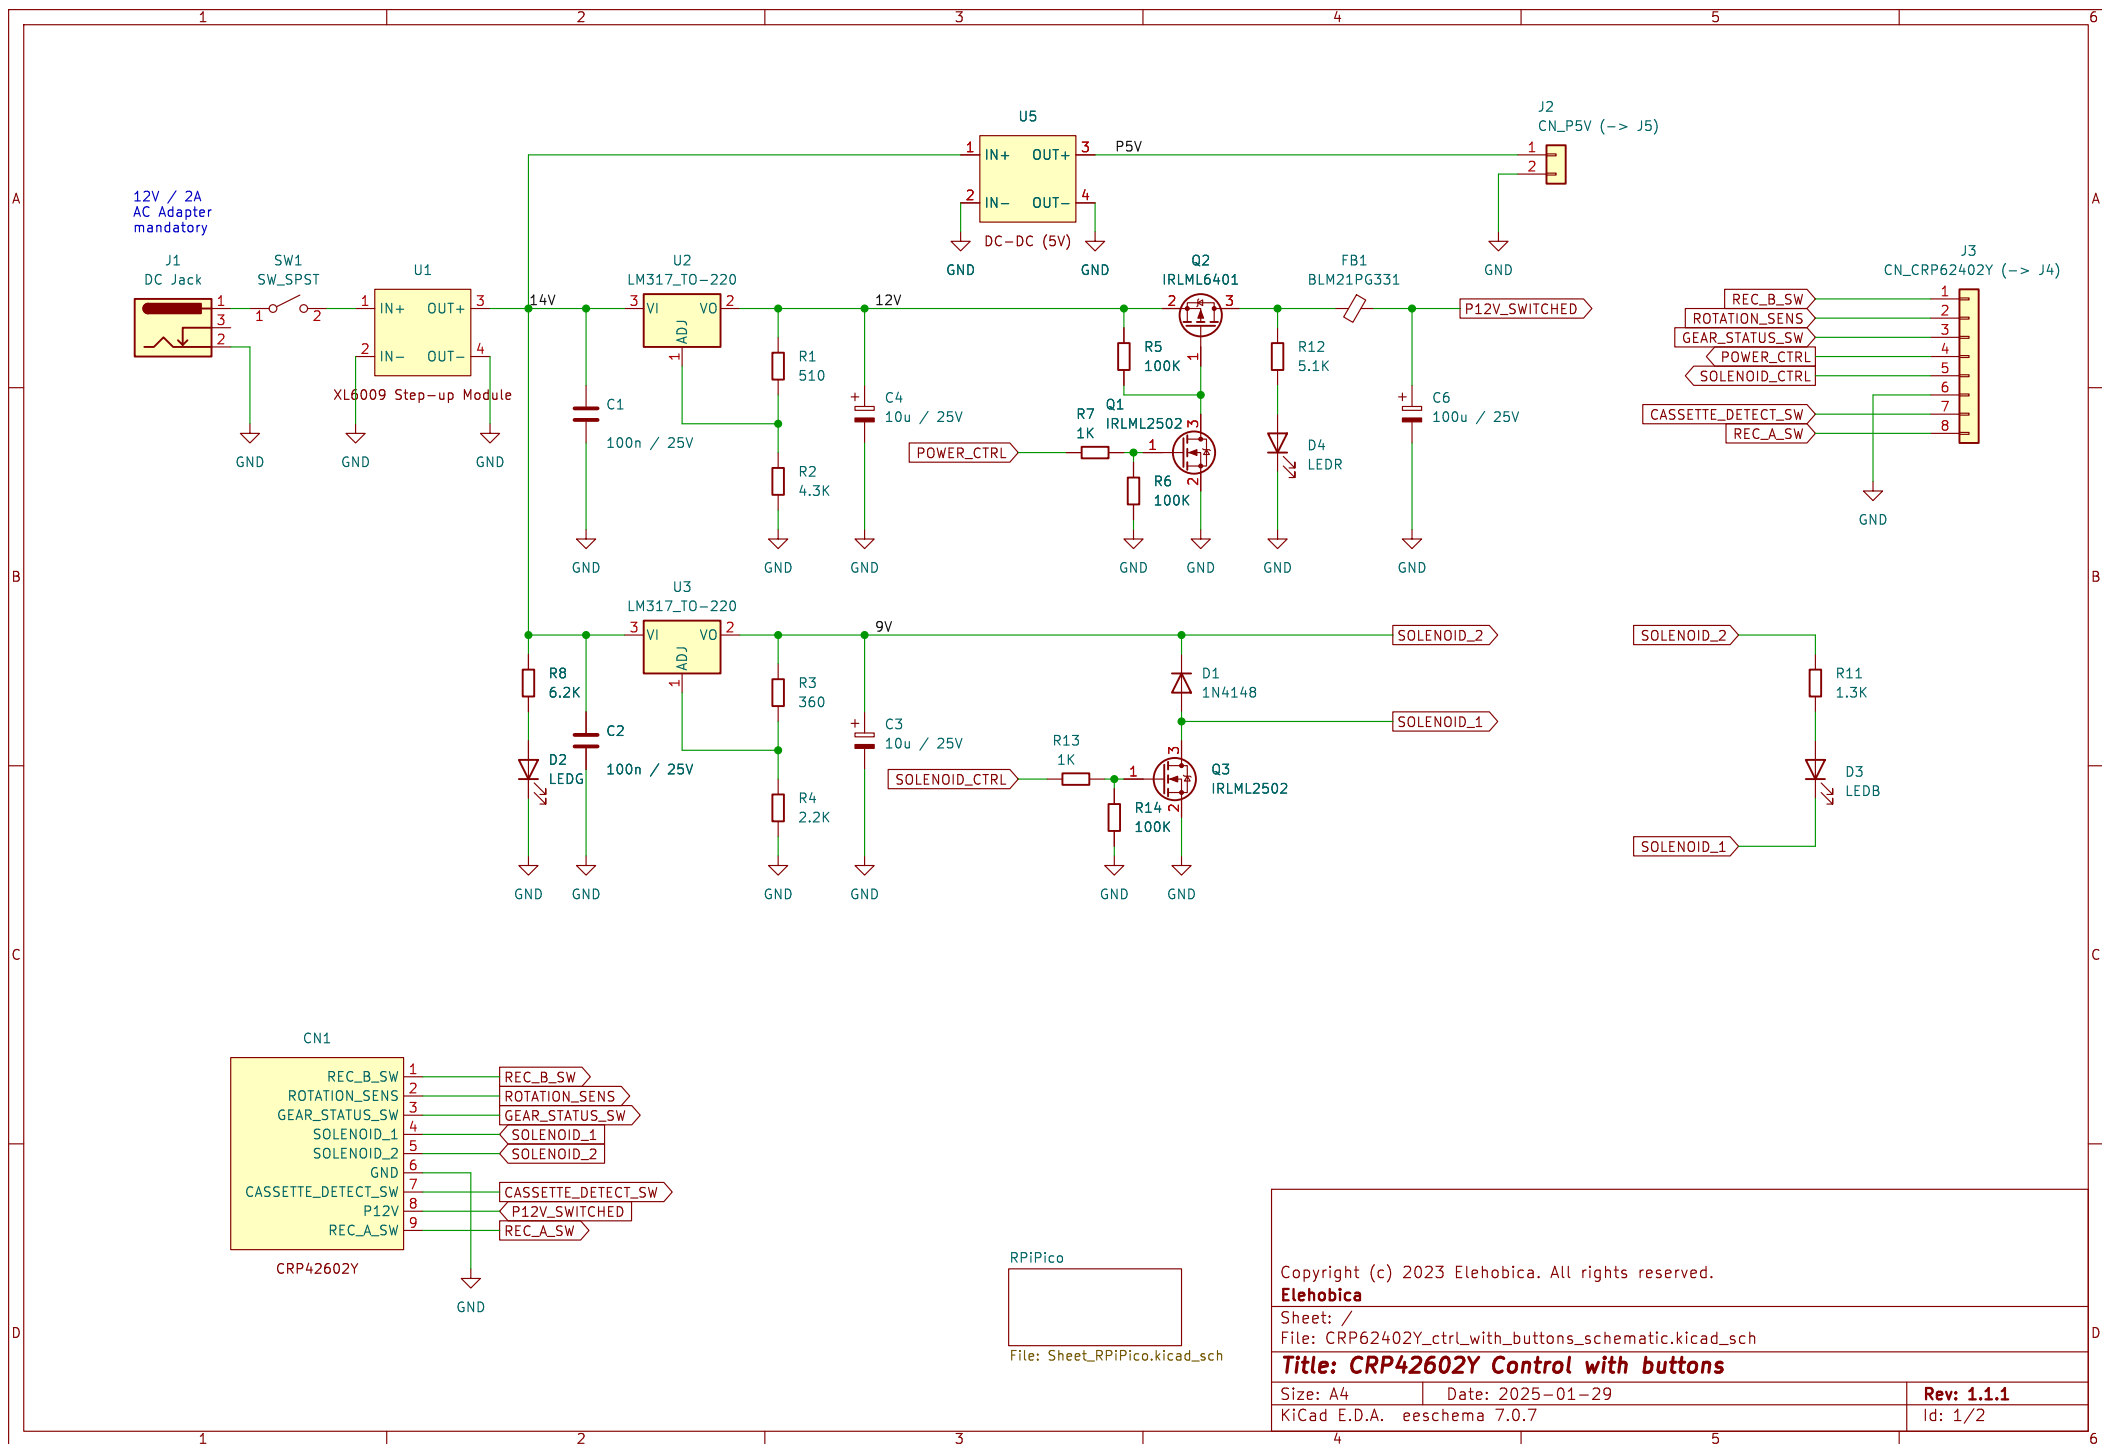 1 2 3 4 5 6
A
B
C
D
A
B
C
D
12V / 2A
AC Adapter
mandatory
J1
DC Jack
1
3
2
GND
SW1
SW_SPST
1 2
U1
1 IN+ OUT+ 3
2 IN- OUT- 4
XL6009 Step-up Module
GND
GND
14V
U5
1 IN+ OUT+ 3
2 IN- OUT- 4
DC-DC (5V)
GND
GND
P5V
J2
CN_P5V (-> J5)
1
2
GND
U2
LM317_TO-220
3 VI VO 2
ADJ
1
C1
100n / 25V
GND
R1
510
R2
4.3K
GND
12V
C4
10u / 25V
GND
Q2
IRLML6401
2 3
1
R5
100K
Q1
IRLML2502
3
1
2
R7
1K
POWER_CTRL
R6
100K
GND
GND
R12
5.1K
D4
LEDR
GND
FB1
BLM21PG331
C6
100u / 25V
GND
P12V_SWITCHED
J3
CN_CRP62402Y (-> J4)
REC_B_SW 1
ROTATION_SENS 2
GEAR_STATUS_SW 3
POWER_CTRL 4
SOLENOID_CTRL 5
6
CASSETTE_DETECT_SW 7
REC_A_SW 8
GND
U3
LM317_TO-220
3 VI VO 2
ADJ
1
R8
6.2K
D2
LEDG
GND
C2
100n / 25V
GND
R3
360
R4
2.2K
GND
9V
C3
10u / 25V
GND
D1
1N4148
SOLENOID_2
SOLENOID_1
SOLENOID_CTRL
R13
1K
R14
100K
GND
Q3
IRLML2502
3
1
2
GND
SOLENOID_2
R11
1.3K
D3
LEDB
SOLENOID_1
CN1
REC_B_SW 1 REC_B_SW
ROTATION_SENS 2 ROTATION_SENS
GEAR_STATUS_SW 3 GEAR_STATUS_SW
SOLENOID_1 4 SOLENOID_1
SOLENOID_2 5 SOLENOID_2
GND 6
CASSETTE_DETECT_SW 7 CASSETTE_DETECT_SW
P12V 8 P12V_SWITCHED
REC_A_SW 9 REC_A_SW
CRP42602Y
GND
RPiPico
File: Sheet_RPiPico.kicad_sch
Copyright (c) 2023 Elehobica. All rights reserved.
Elehobica
Sheet: /
File: CRP62402Y_ctrl_with_buttons_schematic.kicad_sch
Title: CRP42602Y Control with buttons
Size: A4 Date: 2025-01-29 Rev: 1.1.1
KiCad E.D.A. eeschema 7.0.7 Id: 1/2
1 2 3 4 5 6